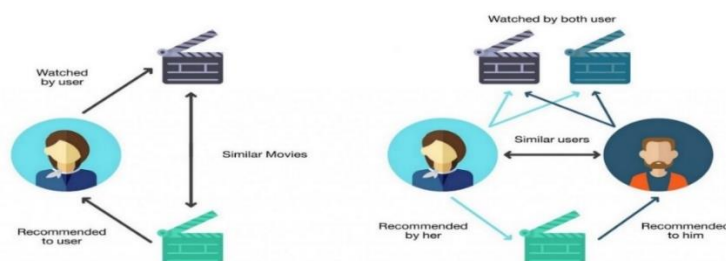 Watched
by user
Similar Movies
Recommended
to user
Watched by both user
Similar users
Recommended
by her
Recommended
to him